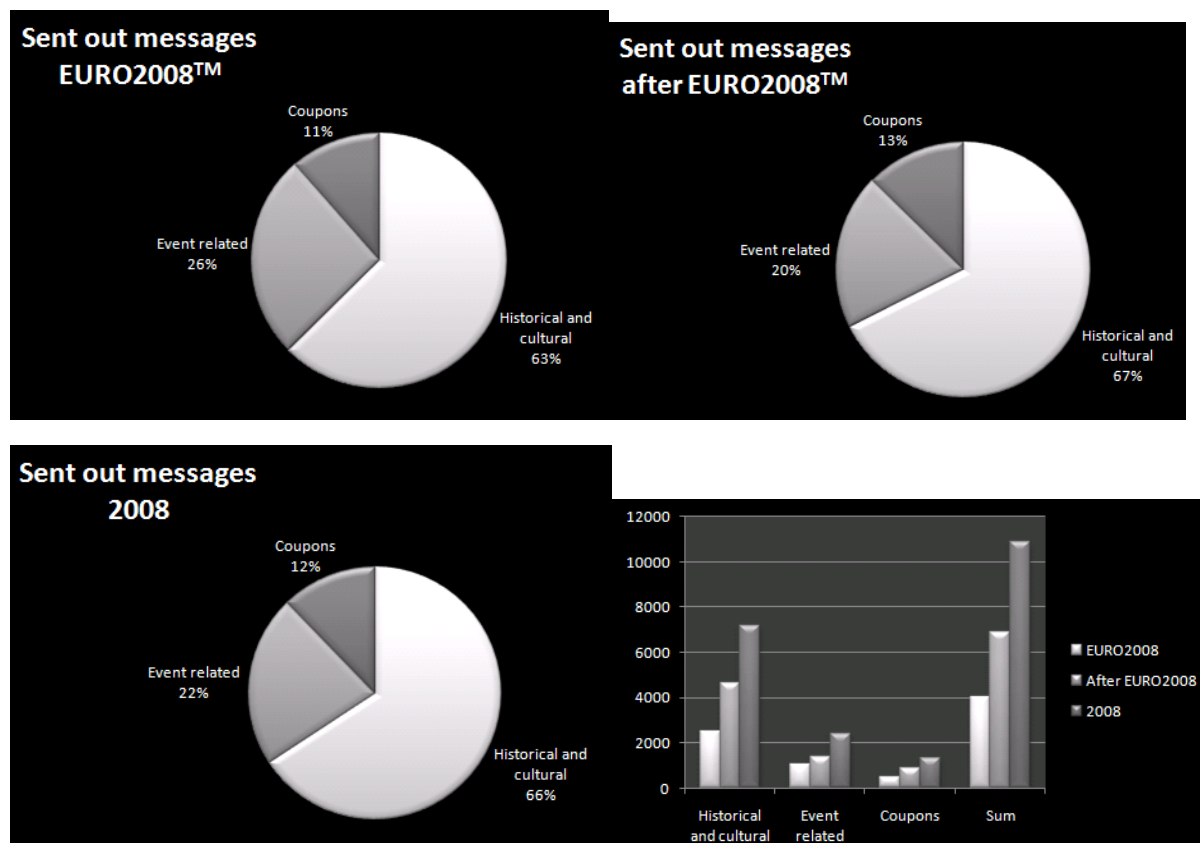 Sent out messages
EURO2008TM
Coupons
11%
Event related
26%
Historical and
cultural
63%
Sent out messages
after EURO2008TM
Coupons
13%
Event related
20%
Historical and
cultural
67%
Sent out messages
2008
Coupons
12%
Event related
22%
Historical and
cultural
66%
12000
10000
8000
6000
4000
2000
0
Historical
and cultural
Event
related
Coupons
Sum
EURO2008
After EURO2008
2008